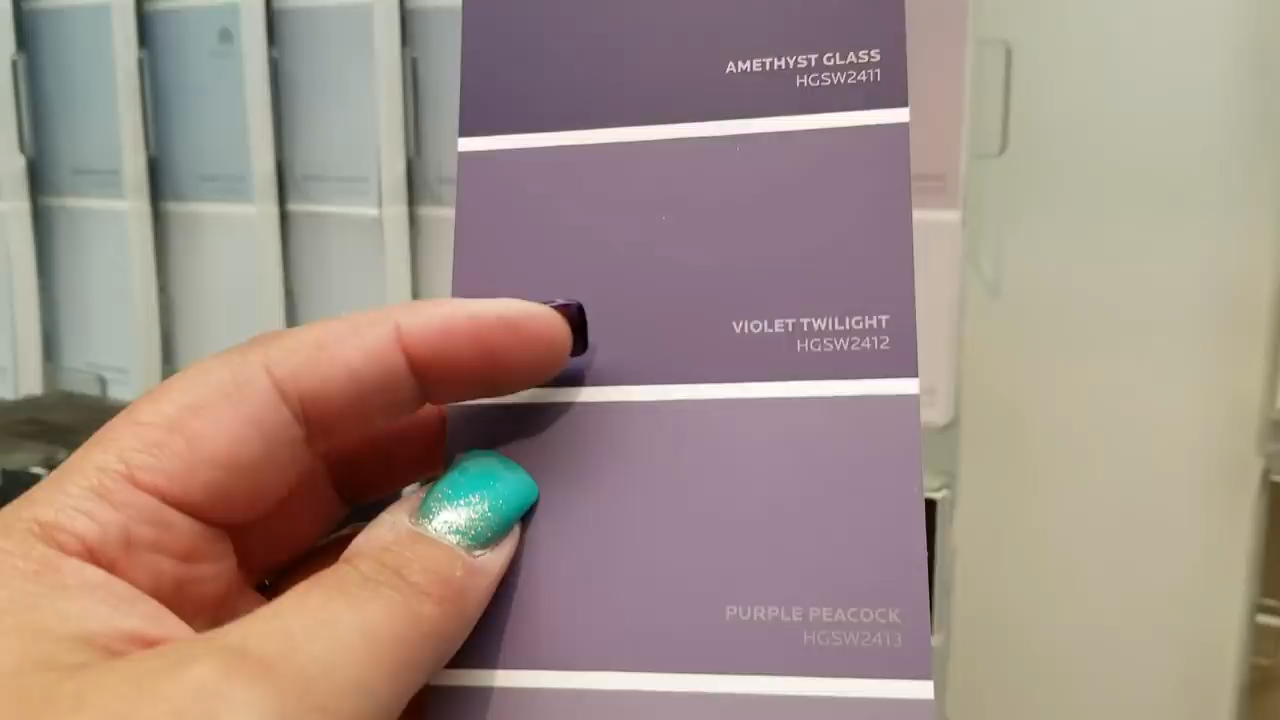 AMETHYST GLASS
HGSW2411
VIOLET TWILIGHT
HGSW2412
PURPLE PEACOCK
HGSW2413